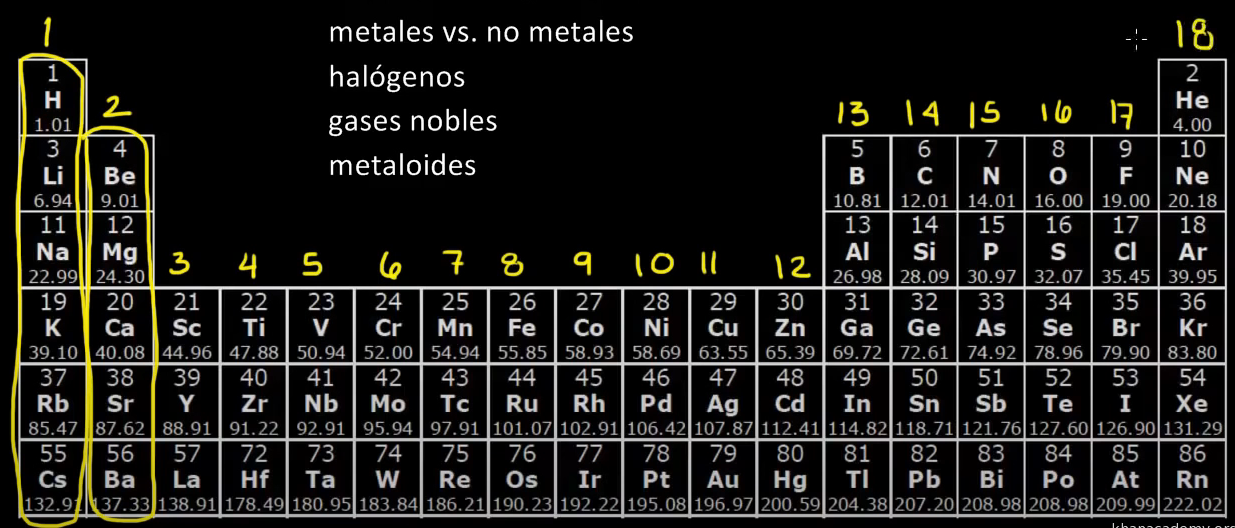 1 metales vs. no metales 18
halógenos
gases nobles
metaloides
1 2
H 2 He
1.01 13 14 15 16 17 4.00
3 4 5 6 7 8 9 10
Li Be B C N O F Ne
6.94 9.01 10.81 12.01 14.01 16.00 19.00 20.18
11 12 13 14 15 16 17 18
Na Mg Al Si P S Cl Ar
22.99 24.30 3 4 5 6 7 8 9 10 11 12 26.98 28.09 30.97 32.07 35.45 39.95
19 20 21 22 23 24 25 26 27 28 29 30 31 32 33 34 35 36
K Ca Sc Ti V Cr Mn Fe Co Ni Cu Zn Ga Ge As Se Br Kr
39.10 40.08 44.96 47.88 50.94 52.00 54.94 55.85 58.93 58.69 63.55 65.39 69.72 72.61 74.92 78.96 79.90 83.80
37 38 39 40 41 42 43 44 45 46 47 48 49 50 51 52 53 54
Rb Sr Y Zr Nb Mo Tc Ru Rh Pd Ag Cd In Sn Sb Te I Xe
85.47 87.62 88.91 91.22 92.91 95.94 97.91 101.07 102.91 106.42 107.87 112.41 114.82 118.71 121.76 127.60 126.90 131.29
55 56 57 72 73 74 75 76 77 78 79 80 81 82 83 84 85 86
Cs Ba La Hf Ta W Re Os Ir Pt Au Hg Tl Pb Bi Po At Rn
132.91 137.33 138.91 178.49 180.95 183.84 186.21 190.23 192.22 195.08 196.97 200.59 204.38 207.20 208.98 208.98 209.99 222.02